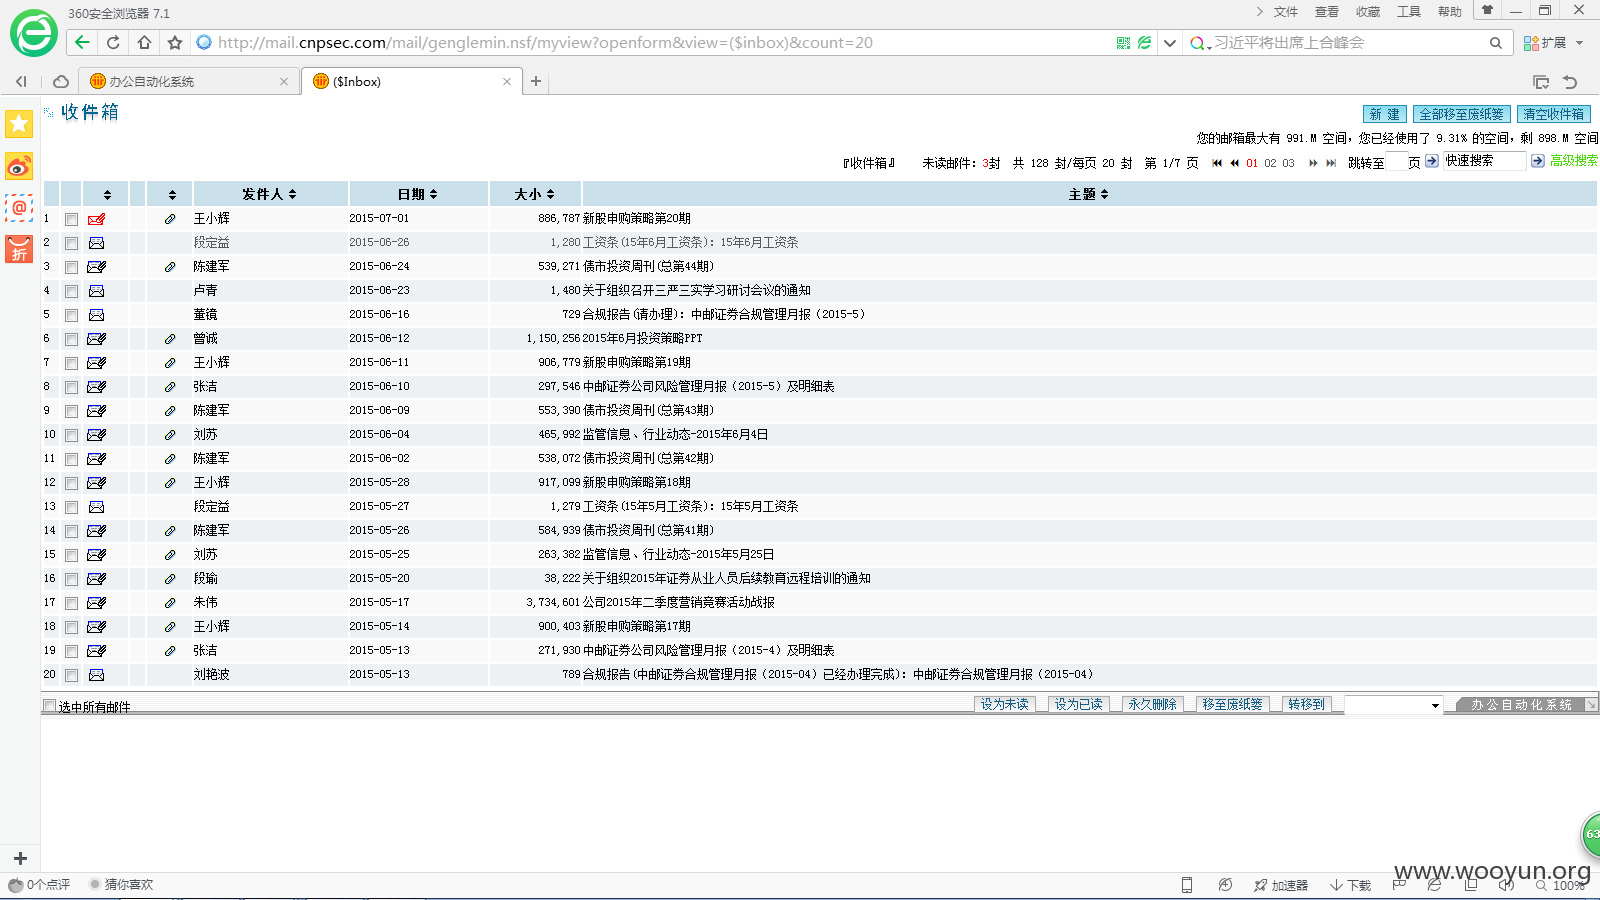 360安全浏览器 7.1
文件 查看 收藏 工具 帮助
http://mail.cnpsec.com/mail/genglemin.nsf/myview?openform&view=($inbox)&count=20
习近平将出席上合峰会
扩展
办公自动化系统
($Inbox)
收件箱
新 建 全部移至废纸篓 清空收件箱
您的邮箱最大有 991.M 空间，您已经使用了 9.31% 的空间，剩 898.M 空间
『收件箱』 未读邮件：3封 共 128 封/每页 20 封 第 1/7 页 01 02 03 跳转至 页 快速搜索 高级搜索
发件人 日期 大小 主题
1 王小辉 2015-07-01 886,787 新股申购策略第20期
2 段定益 2015-06-26 1,280 工资条(15年6月工资条)：15年6月工资条
3 陈建军 2015-06-24 539,271 债市投资周刊(总第44期)
4 卢青 2015-06-23 1,480 关于组织召开三严三实学习研讨会议的通知
5 董镜 2015-06-16 729 合规报告(请办理)：中邮证券合规管理月报（2015-5）
6 曾诚 2015-06-12 1,150,256 2015年6月投资策略PPT
7 王小辉 2015-06-11 906,779 新股申购策略第19期
8 张洁 2015-06-10 297,546 中邮证券公司风险管理月报（2015-5）及明细表
9 陈建军 2015-06-09 553,390 债市投资周刊(总第43期)
10 刘苏 2015-06-04 465,992 监管信息、行业动态-2015年6月4日
11 陈建军 2015-06-02 538,072 债市投资周刊(总第42期)
12 王小辉 2015-05-28 917,099 新股申购策略第18期
13 段定益 2015-05-27 1,279 工资条(15年5月工资条)：15年5月工资条
14 陈建军 2015-05-26 584,939 债市投资周刊(总第41期)
15 刘苏 2015-05-25 263,382 监管信息、行业动态-2015年5月25日
16 段瑜 2015-05-20 38,222 关于组织2015年证券从业人员后续教育远程培训的通知
17 朱伟 2015-05-17 3,734,601 公司2015年二季度营销竞赛活动战报
18 王小辉 2015-05-14 900,403 新股申购策略第17期
19 张洁 2015-05-13 271,930 中邮证券公司风险管理月报（2015-4）及明细表
20 刘艳波 2015-05-13 789 合规报告(中邮证券合规管理月报（2015-04）已经办理完成)：中邮证券合规管理月报（2015-04）
选中所有邮件 设为未读 设为已读 永久删除 移至废纸篓 转移到 办公自动化系统
折
63
www.wooyun.org
0个点评 猜你喜欢 加速器 下载 100%